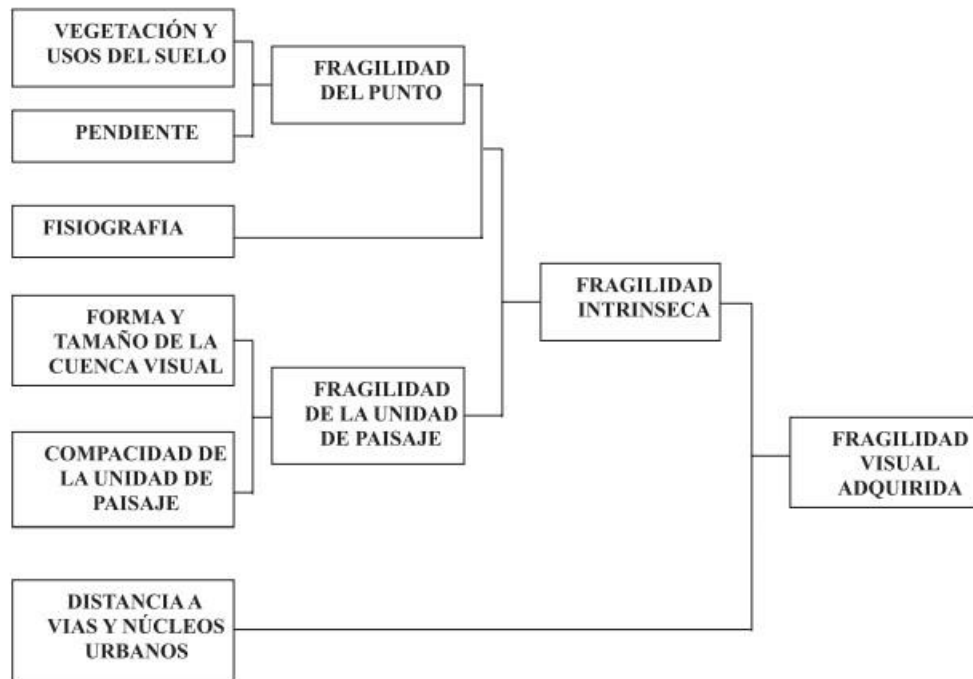 VEGETACIÓN Y
USOS DEL SUELO
PENDIENTE
FRAGILIDAD
DEL PUNTO
FISIOGRAFIA
FORMA Y
TAMAÑO DE LA
CUENCA VISUAL
COMPACIDAD DE
LA UNIDAD DE
PAISAJE
FRAGILIDAD
DE LA UNIDAD
DE PAISAJE
FRAGILIDAD
INTRINSECA
DISTANCIA A
VIAS Y NÚCLEOS
URBANOS
FRAGILIDAD
VISUAL
ADQUIRIDA